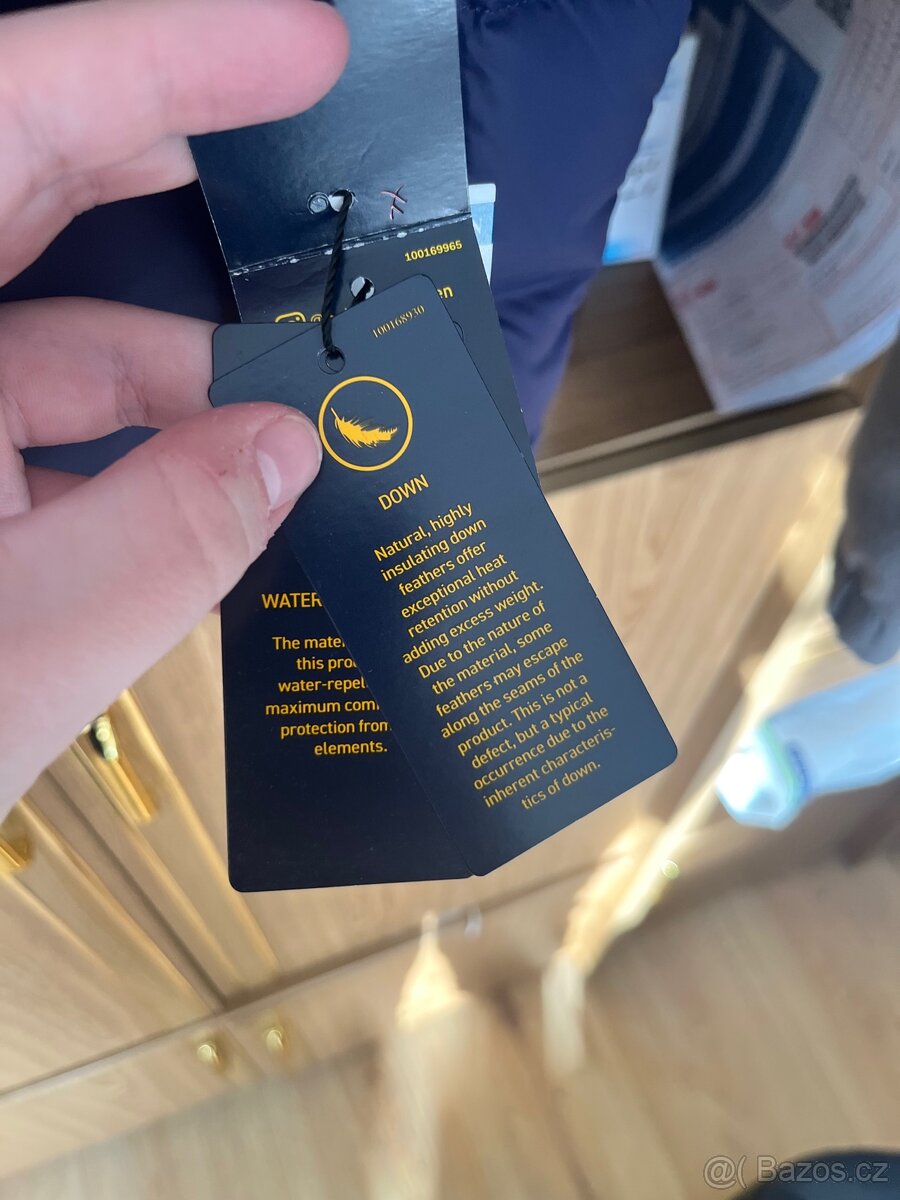 100169965
en
100168930
DOWN
Natural, highly
insulating down
feathers offer
exceptional heat
retention without
adding excess weight.
Due to the nature of
the material, some
feathers may escape
along the seams of the
product. This is not a
defect, but a typical
occurrence due to the
inherent characteris-
tics of down.
WATER
The mate
this pro
water-repel
maximum com
protection from
elements.
@( Bazos.cz